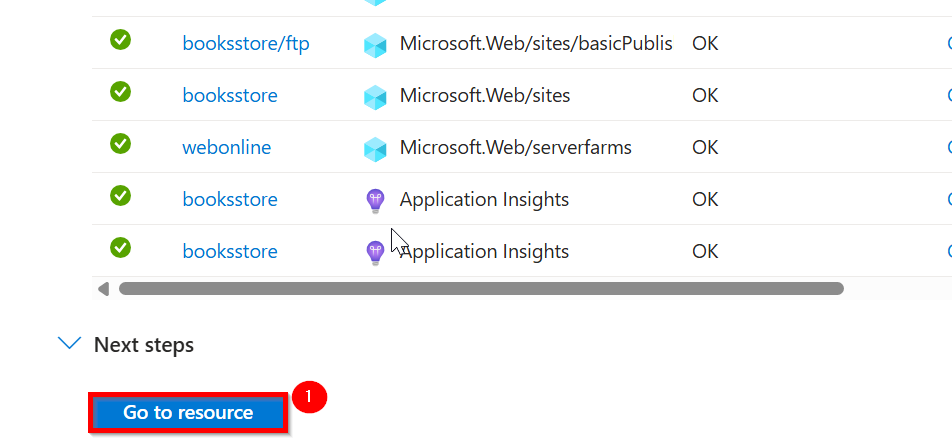 booksstore/ftp Microsoft.Web/sites/basicPublis OK
booksstore Microsoft.Web/sites OK
webonline Microsoft.Web/serverfarms OK
booksstore Application Insights OK
booksstore Application Insights OK
Next steps
Go to resource 1